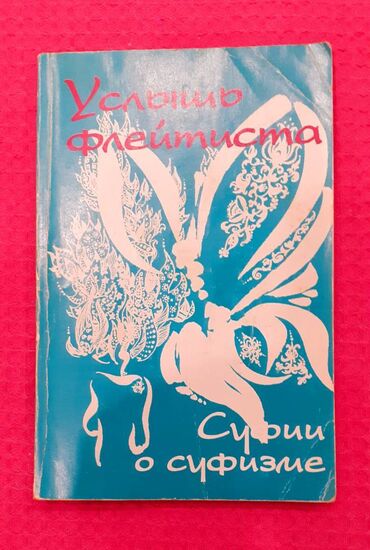 Услышь
флейтиста
Суфии
о суфизме